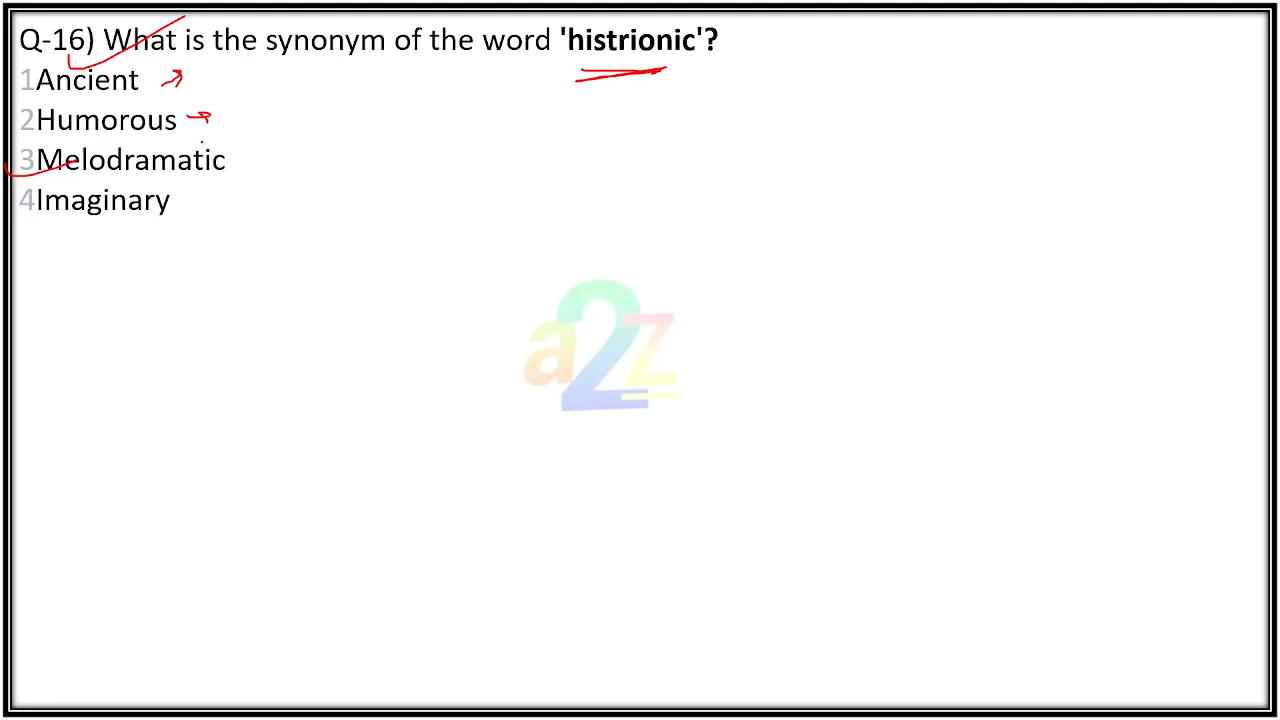 Q-16) What is the synonym of the word 'histrionic'?
1Ancient
2Humorous
3Melodramatic
4Imaginary
a2z